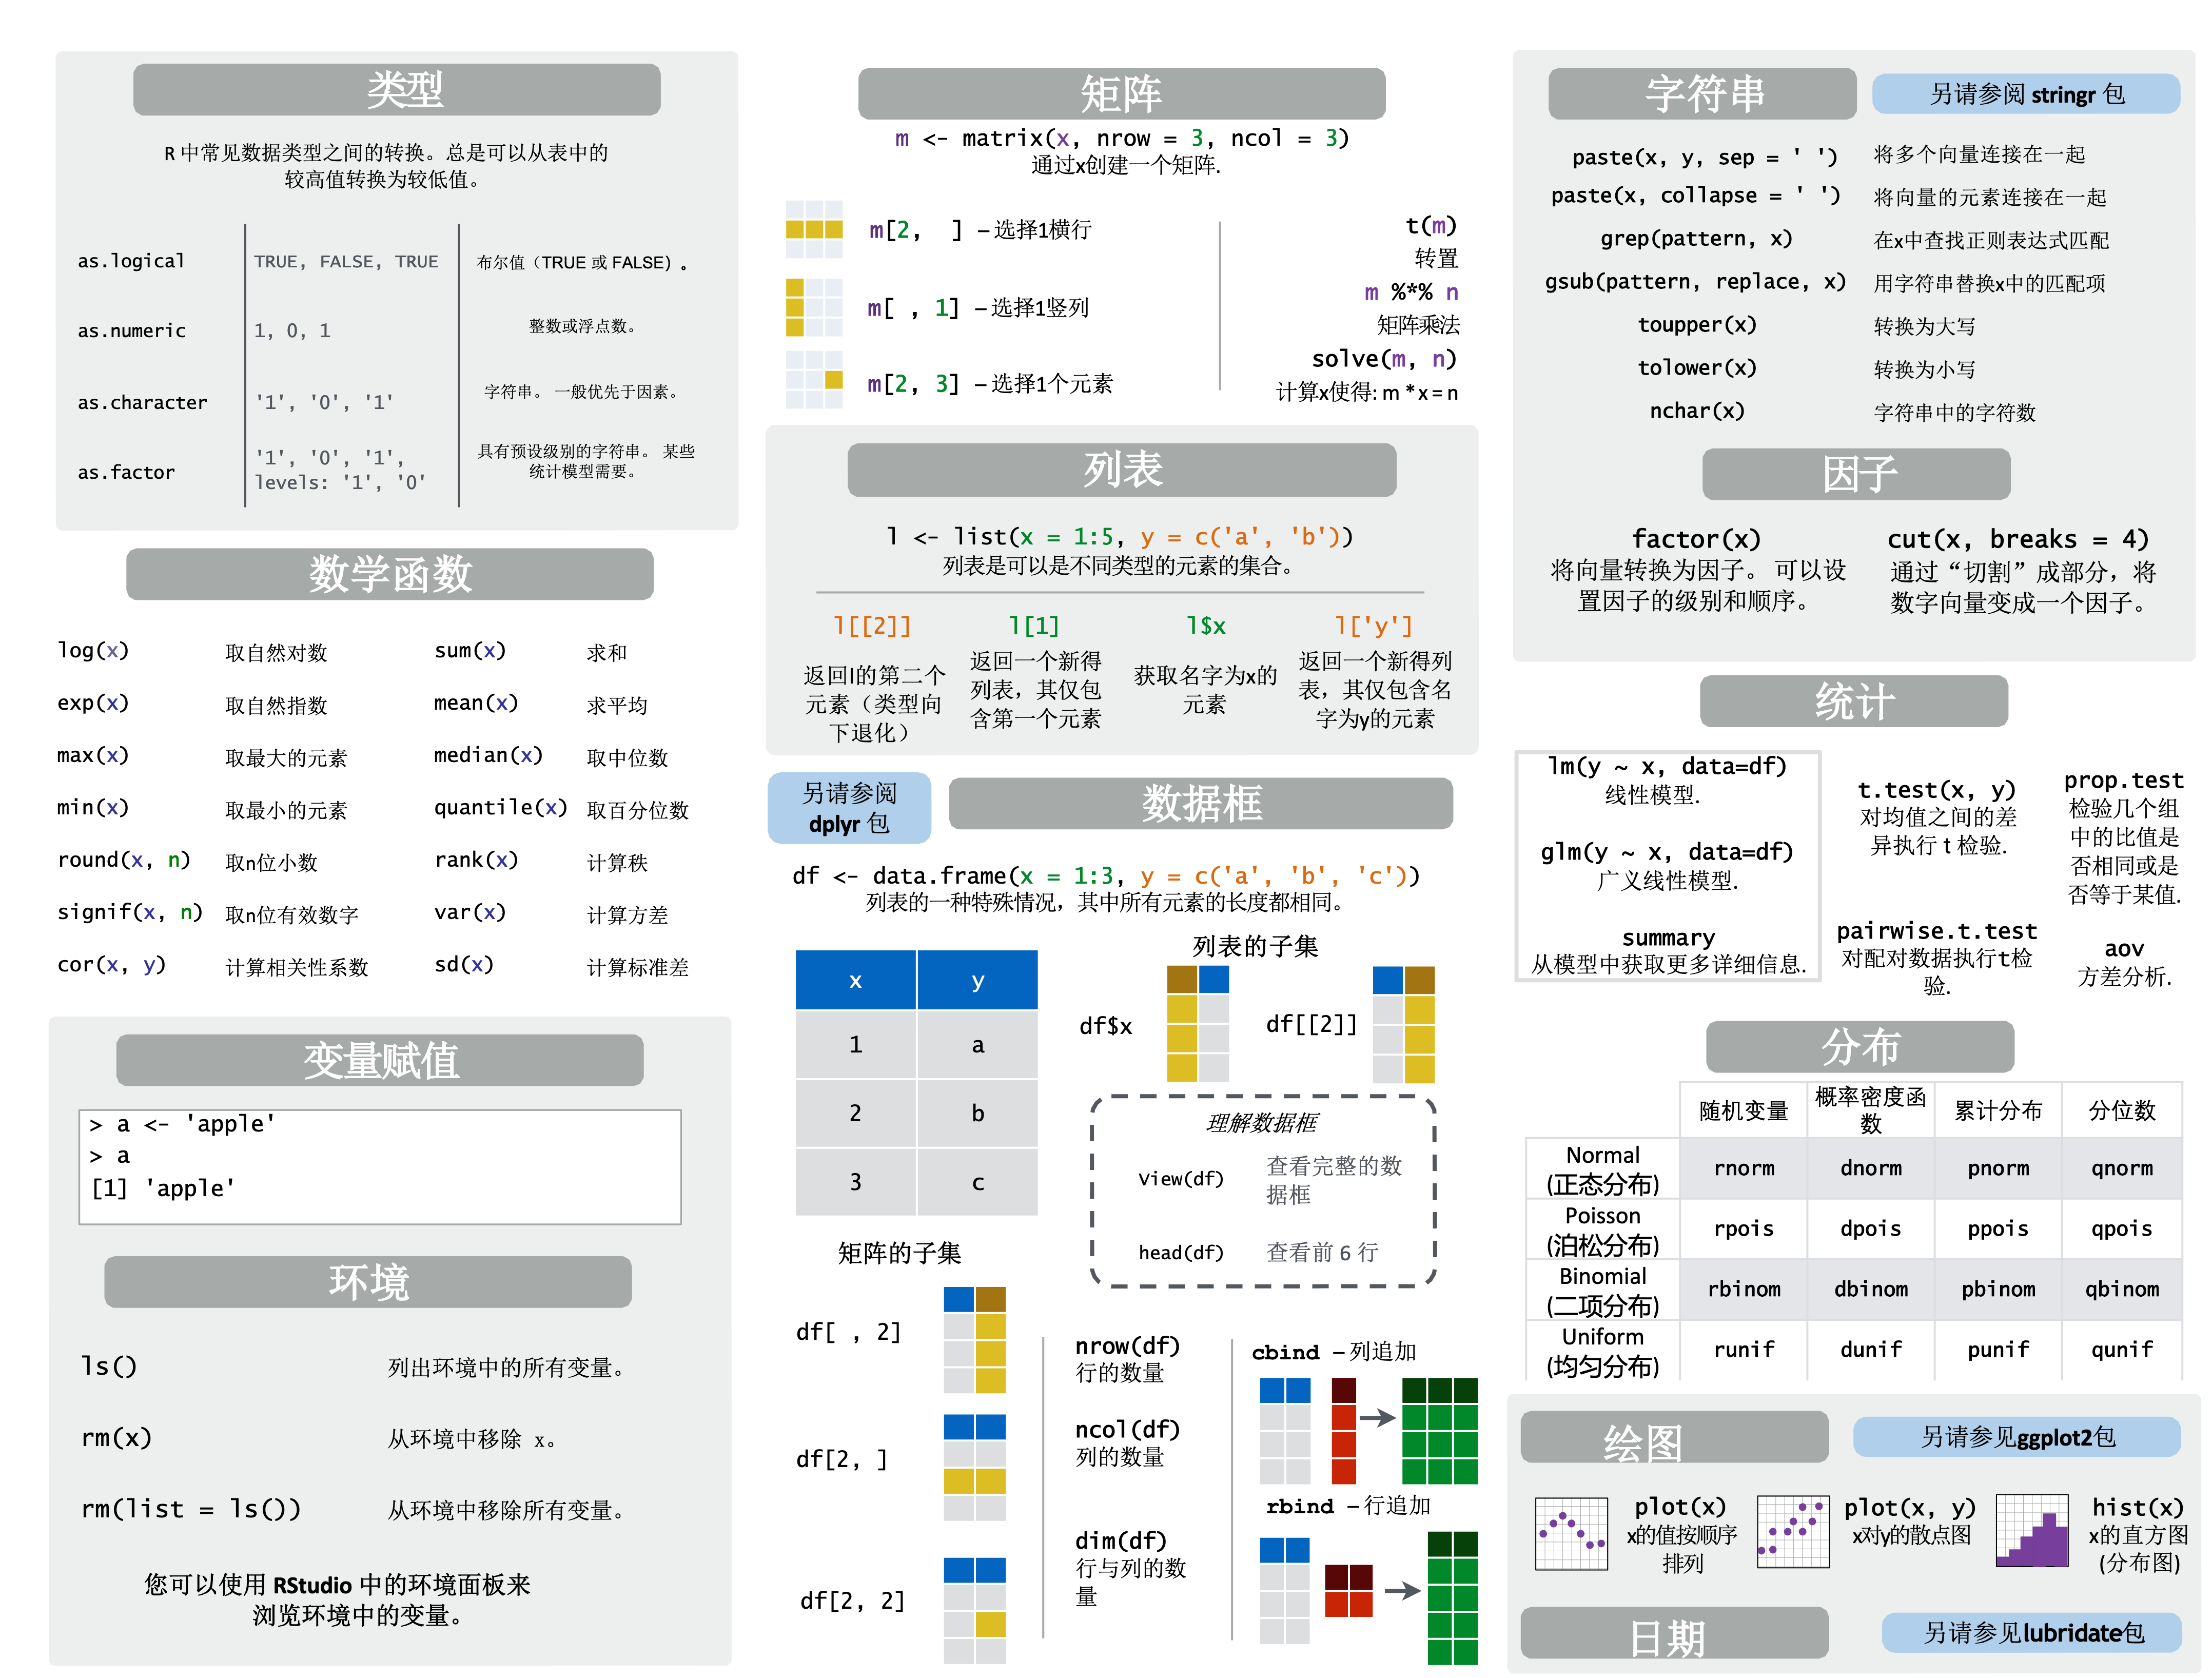 类型
R 中常见数据类型之间的转换。总是可以从表中的
较高值转换为较低值。
as.logical
TRUE, FALSE, TRUE
布尔值（TRUE 或 FALSE）。
as.numeric
1, 0, 1
整数或浮点数。
as.character
'1', '0', '1'
字符串。 一般优先于因素。
as.factor
'1', '0', '1',
levels: '1', '0'
具有预设级别的字符串。 某些
统计模型需要。
数学函数
log(x)
取自然对数
sum(x)
求和
exp(x)
取自然指数
mean(x)
求平均
max(x)
取最大的元素
median(x)
取中位数
min(x)
取最小的元素
quantile(x)
取百分位数
round(x, n)
取n位小数
rank(x)
计算秩
signif(x, n)
取n位有效数字
var(x)
计算方差
cor(x, y)
计算相关性系数
sd(x)
计算标准差
变量赋值
> a <- 'apple'
> a
[1] 'apple'
环境
ls()
列出环境中的所有变量。
rm(x)
从环境中移除 x。
rm(list = ls())
从环境中移除所有变量。
您可以使用 RStudio 中的环境面板来
浏览环境中的变量。
矩阵
m <- matrix(x, nrow = 3, ncol = 3)
通过x创建一个矩阵.
m[2, ] – 选择1横行
m[ , 1] – 选择1竖列
m[2, 3] – 选择1个元素
t(m)
转置
m %*% n
矩阵乘法
solve(m, n)
计算x使得: m * x = n
列表
l <- list(x = 1:5, y = c('a', 'b'))
列表是可以是不同类型的元素的集合。
l[[2]]
返回l的第二个
元素（类型向
下退化）
l[1]
返回一个新得
列表，其仅包
含第一个元素
l$x
获取名字为x的
元素
l['y']
返回一个新得列
表，其仅包含名
字为y的元素
另请参阅
dplyr 包
数据框
df <- data.frame(x = 1:3, y = c('a', 'b', 'c'))
列表的一种特殊情况，其中所有元素的长度都相同。
x y
1 a
2 b
3 c
列表的子集
df$x
df[[2]]
理解数据框
View(df)
查看完整的数
据框
head(df)
查看前 6 行
矩阵的子集
df[ , 2]
df[2, ]
df[2, 2]
nrow(df)
行的数量
ncol(df)
列的数量
dim(df)
行与列的数
量
cbind – 列追加
rbind – 行追加
字符串
另请参阅 stringr 包
paste(x, y, sep = ' ')
将多个向量连接在一起
paste(x, collapse = ' ')
将向量的元素连接在一起
grep(pattern, x)
在x中查找正则表达式匹配
gsub(pattern, replace, x)
用字符串替换x中的匹配项
toupper(x)
转换为大写
tolower(x)
转换为小写
nchar(x)
字符串中的字符数
因子
factor(x)
将向量转换为因子。 可以设
置因子的级别和顺序。
cut(x, breaks = 4)
通过“切割”成部分，将
数字向量变成一个因子。
统计
lm(y ~ x, data=df)
线性模型.
glm(y ~ x, data=df)
广义线性模型.
summary
从模型中获取更多详细信息.
t.test(x, y)
对均值之间的差
异执行 t 检验.
pairwise.t.test
对配对数据执行t检
验.
prop.test
检验几个组
中的比值是
否相同或是
否等于某值.
aov
方差分析.
分布
随机变量
概率密度函
数
累计分布
分位数
Normal
(正态分布)
rnorm dnorm pnorm qnorm
Poisson
(泊松分布)
rpois dpois ppois qpois
Binomial
(二项分布)
rbinom dbinom pbinom qbinom
Uniform
(均匀分布)
runif dunif punif qunif
绘图
另请参见ggplot2包
plot(x)
x的值按顺序
排列
plot(x, y)
x对y的散点图
hist(x)
x的直方图
(分布图)
日期
另请参见lubridate包